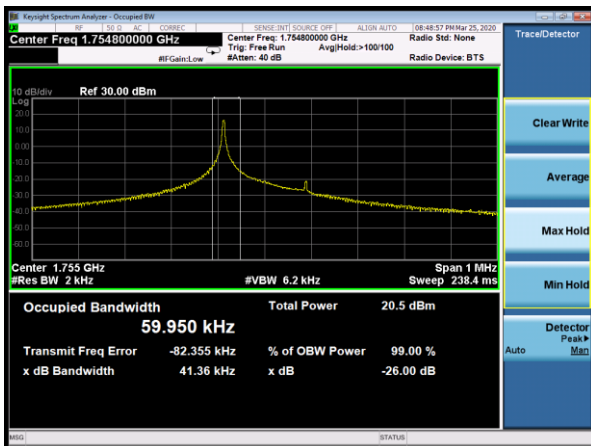 Keysight Spectrum Analyzer - Occupied BW
RF 50 Ω AC CORREC SENSE:INT SOURCE OFF ALIGN AUTO 08:48:57 PM Mar 25, 2020
Center Freq 1.754800000 GHz
Center Freq: 1.754800000 GHz
Radio Std: None
Trig: Free Run Avg|Hold:>100/100
#IFGain:Low
#Atten: 40 dB
Radio Device: BTS
10 dB/div Ref 30.00 dBm
Log
20.0
10.0
0.00
-10.0
-20.0
-30.0
-40.0
-50.0
-60.0
Center 1.755 GHz
Span 1 MHz
#Res BW 2 kHz
#VBW 6.2 kHz
Sweep 238.4 ms
Occupied Bandwidth
59.950 kHz
Total Power 20.5 dBm
Transmit Freq Error -82.355 kHz
% of OBW Power 99.00 %
x dB Bandwidth 41.36 kHz
x dB -26.00 dB
MSG
STATUS
Trace/Detector
Clear Write
Average
Max Hold
Min Hold
Detector
Peak▶
Auto Man